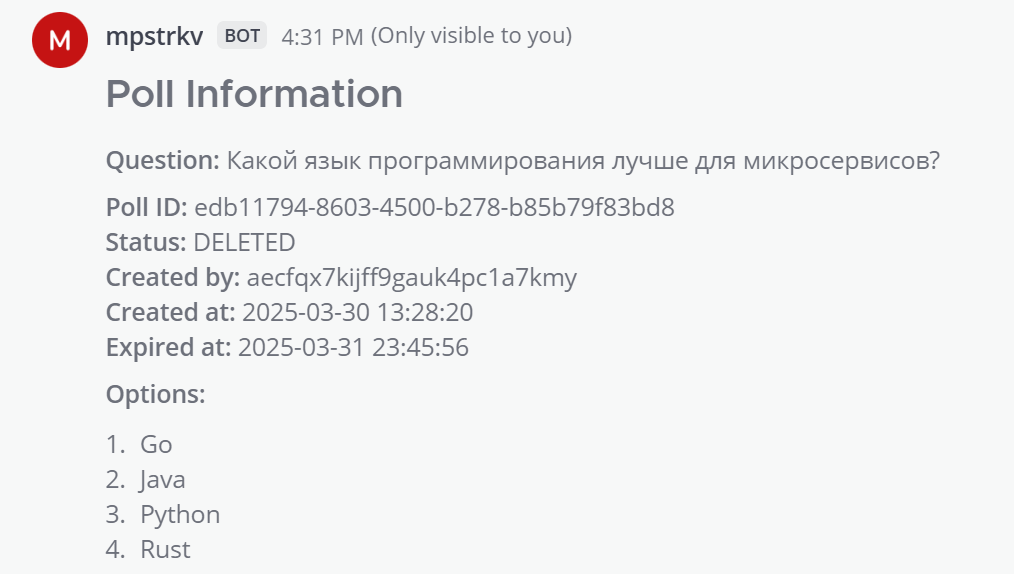 M
mpstrkv BOT 4:31 PM (Only visible to you)
Poll Information
Question: Какой язык программирования лучше для микросервисов?
Poll ID: edb11794-8603-4500-b278-b85b79f83bd8
Status: DELETED
Created by: aecfqx7kijff9gauk4pc1a7kmy
Created at: 2025-03-30 13:28:20
Expired at: 2025-03-31 23:45:56
Options:
1. Go
2. Java
3. Python
4. Rust